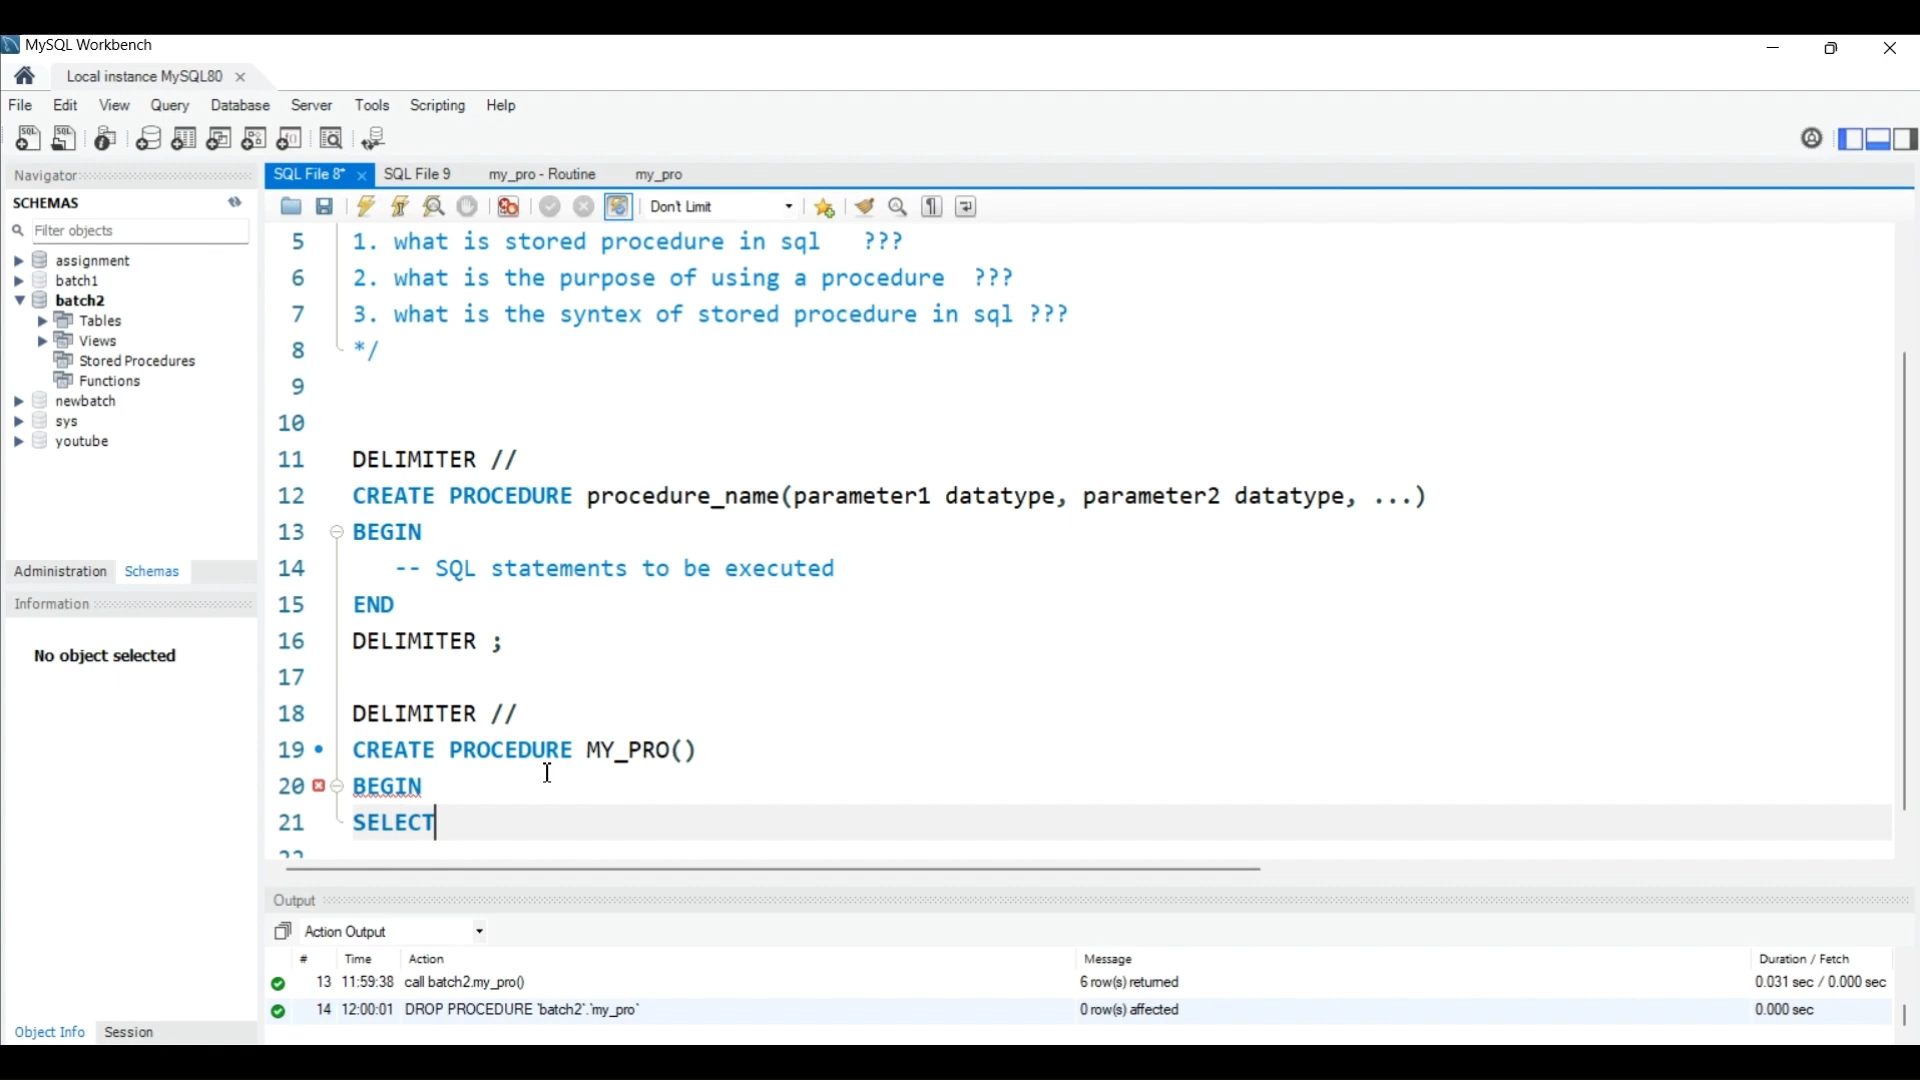 MySQL Workbench
Local instance MySQL80
File Edit View Query Database Server Tools Scripting Help
Navigator
SCHEMAS
Filter objects
assignment
batch1
batch2
Tables
Views
Stored Procedures
Functions
newbatch
sys
youtube
Administration Schemas
Information
No object selected
Object Info Session
SQL File 8* SQL File 9 my_pro - Routine my_pro
Don't Limit
5 1. what is stored procedure in sql ???
6 2. what is the purpose of using a procedure ???
7 3. what is the syntex of stored procedure in sql ???
8 */
9
10
11 DELIMITER //
12 CREATE PROCEDURE procedure_name(parameter1 datatype, parameter2 datatype, ...)
13 BEGIN
14 -- SQL statements to be executed
15 END
16 DELIMITER ;
17
18 DELIMITER //
19 CREATE PROCEDURE MY_PRO()
20 BEGIN
21 SELECT
22
Output
Action Output
# Time Action Message Duration / Fetch
13 11:59:38 call batch2.my_pro() 6 row(s) returned 0.031 sec / 0.000 sec
14 12:00:01 DROP PROCEDURE `batch2`.`my_pro` 0 row(s) affected 0.000 sec